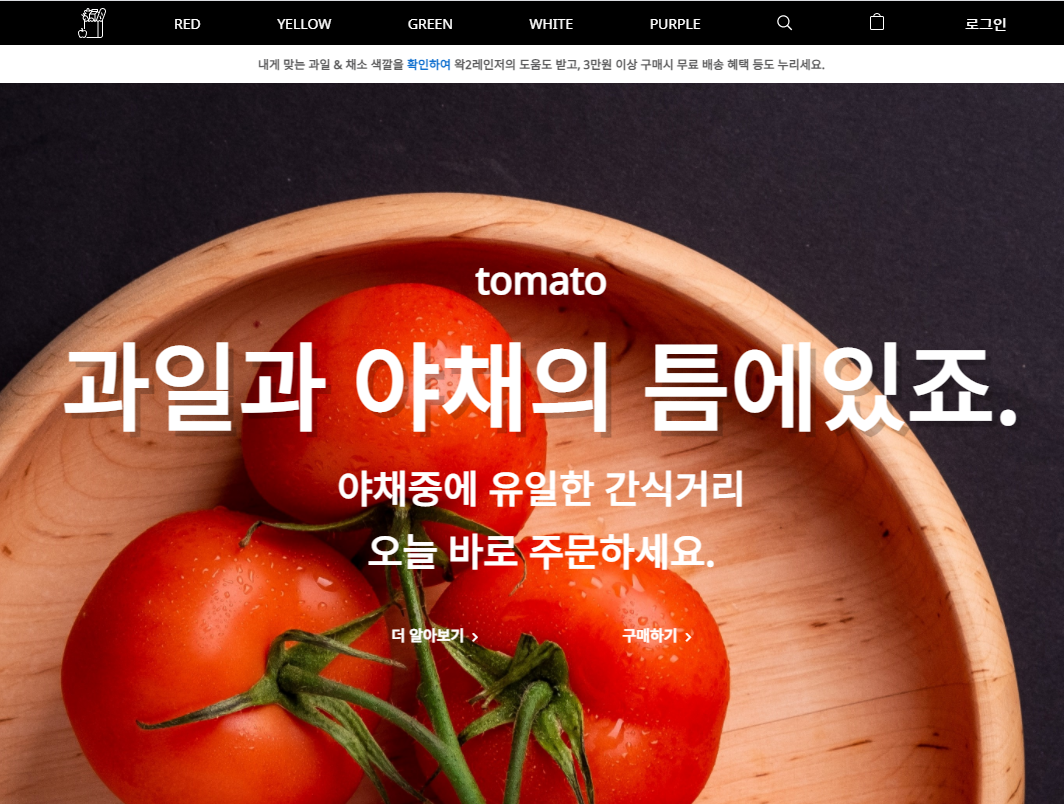 RED YELLOW GREEN WHITE PURPLE 로그인
내게 맞는 과일 & 채소 색깔을 확인하여 왁2레인저의 도움도 받고, 3만원 이상 구매시 무료 배송 혜택 등도 누리세요.
tomato
과일과 야채의 틈에있죠.
야채중에 유일한 간식거리
오늘 바로 주문하세요.
더 알아보기 > 구매하기 >